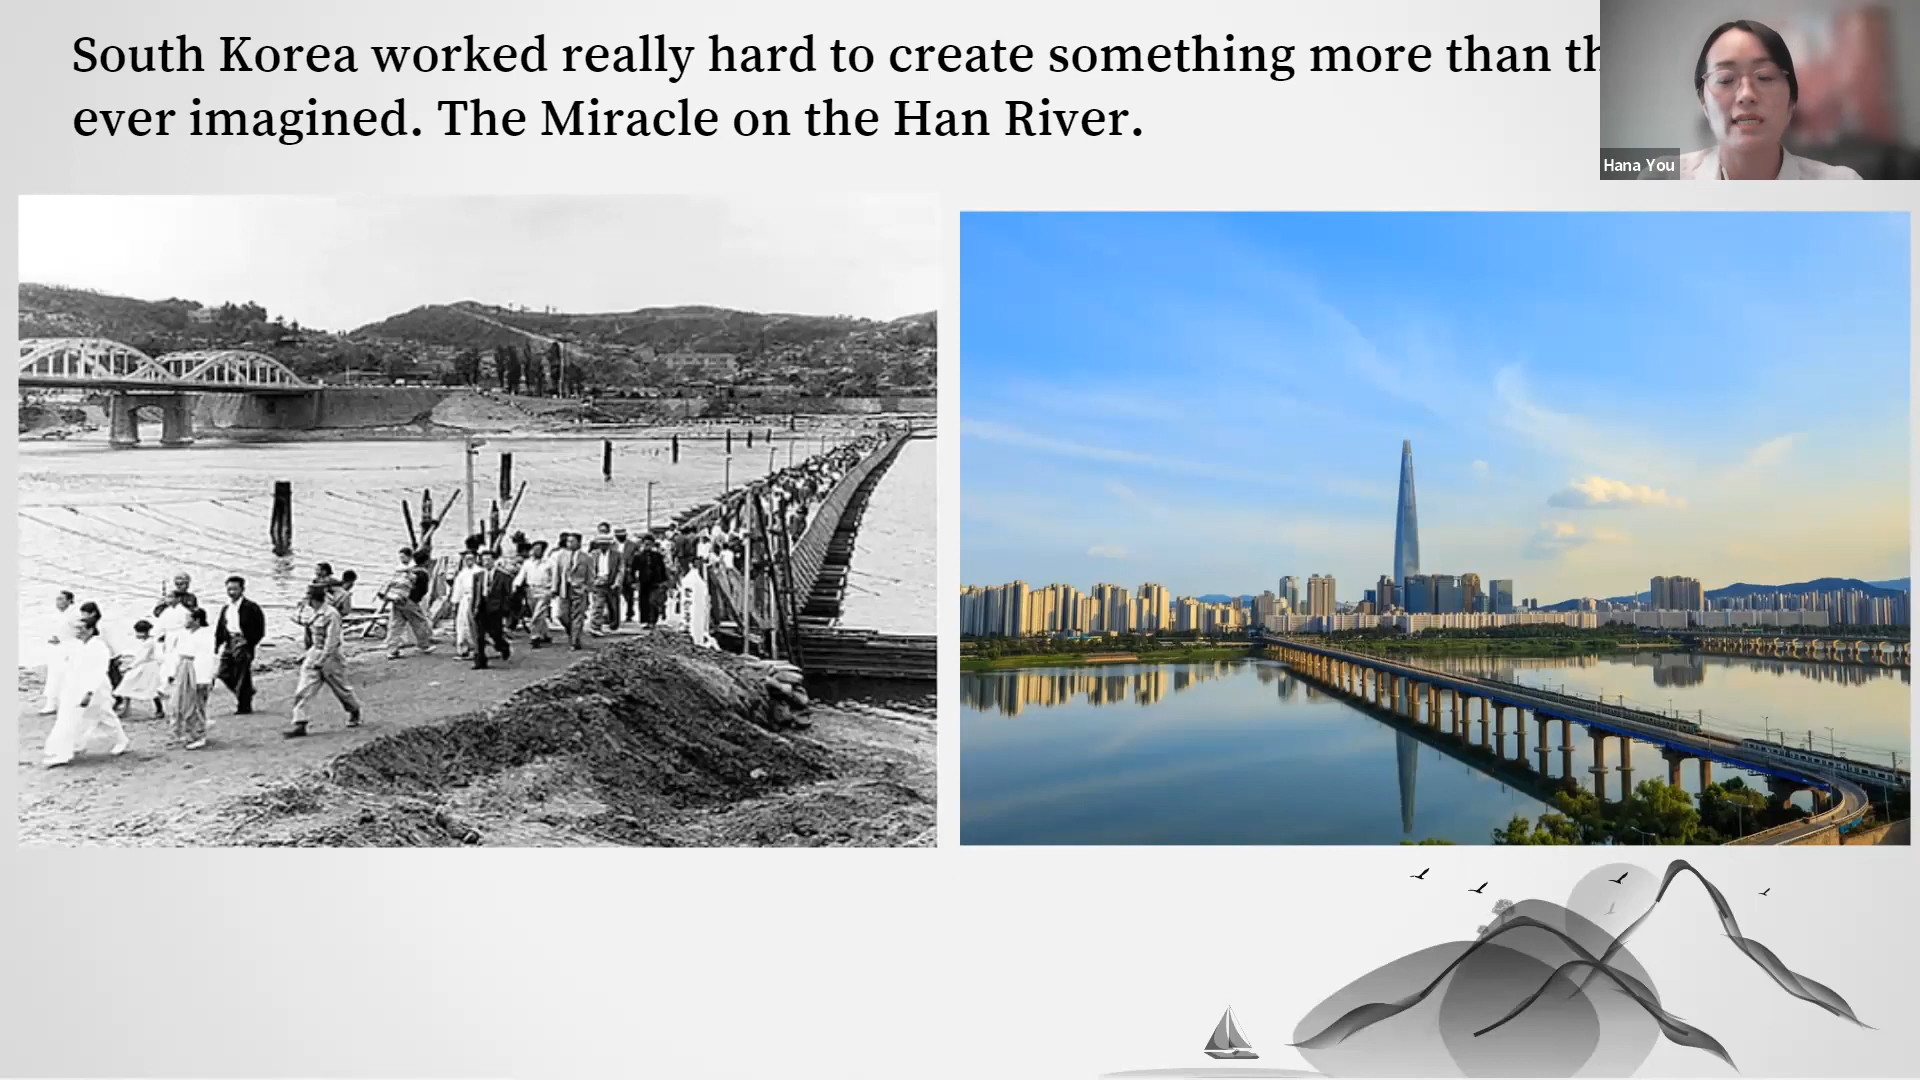 South Korea worked really hard to create something more than th
ever imagined. The Miracle on the Han River.
Hana You